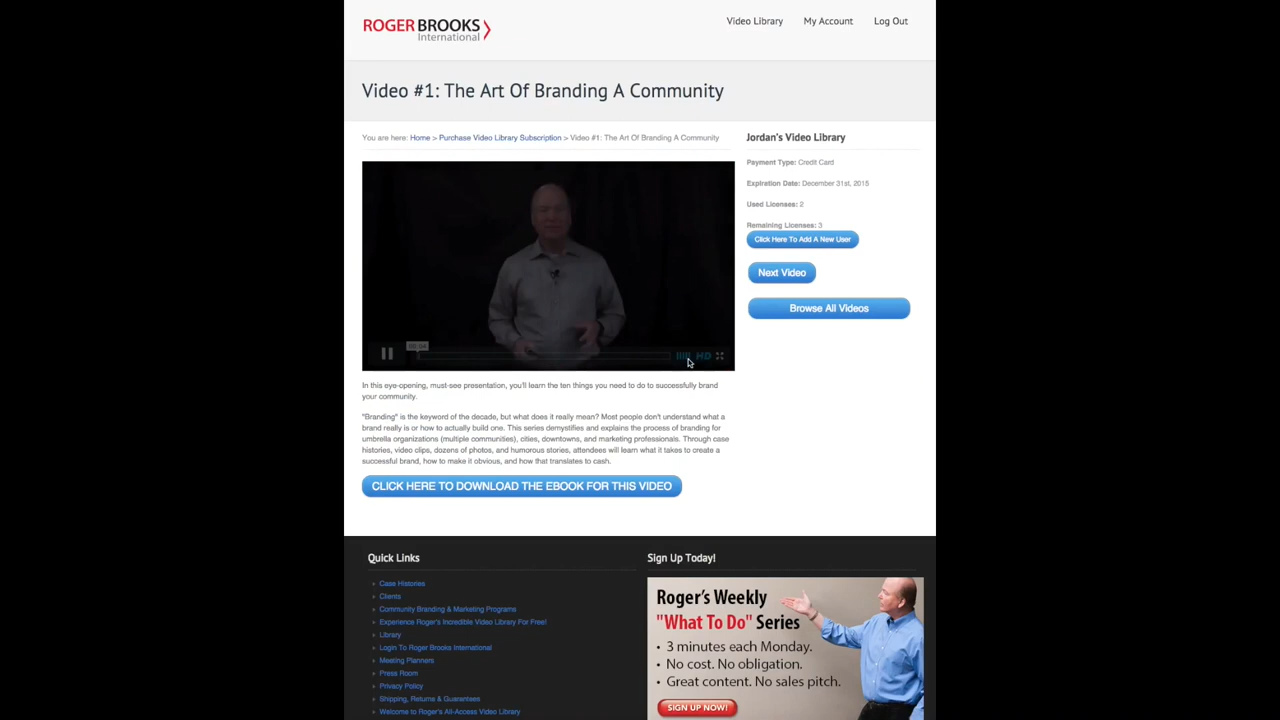 ROGER BROOKS
International
Video Library
My Account
Log Out
Video #1: The Art Of Branding A Community
You are here: Home > Purchase Video Library Subscription > Video #1: The Art Of Branding A Community
HD
In this eye-opening, must-see presentation, you'll learn the ten things you need to do to successfully brand
your community.
"Branding" is the keyword of the decade, but what does it really mean? Most people don't understand what a
brand really is or how to actually build one. This series demystifies and explains the process of branding for
umbrella organizations (multiple communities), cities, downtowns, and marketing professionals. Through case
histories, video clips, dozens of photos, and humorous stories, attendees will learn what it takes to create a
successful brand, how to make it obvious, and how that translates to cash.
CLICK HERE TO DOWNLOAD THE EBOOK FOR THIS VIDEO
Jordan's Video Library
Payment Type: Credit Card
Expiration Date: December 31st, 2015
Used Licenses: 2
Remaining Licenses: 3
Click Here To Add A New User
Next Video
Browse All Videos
Quick Links
Case Histories
Clients
Community Branding & Marketing Programs
Experience Roger's Incredible Video Library For Free!
Library
Login To Roger Brooks International
Meeting Planners
Press Room
Privacy Policy
Shipping, Returns & Guarantees
Welcome to Roger's All-Access Video Library
Sign Up Today!
Roger's Weekly
"What To Do" Series
• 3 minutes each Monday.
• No cost. No obligation.
• Great content. No sales pitch.
SIGN UP NOW!